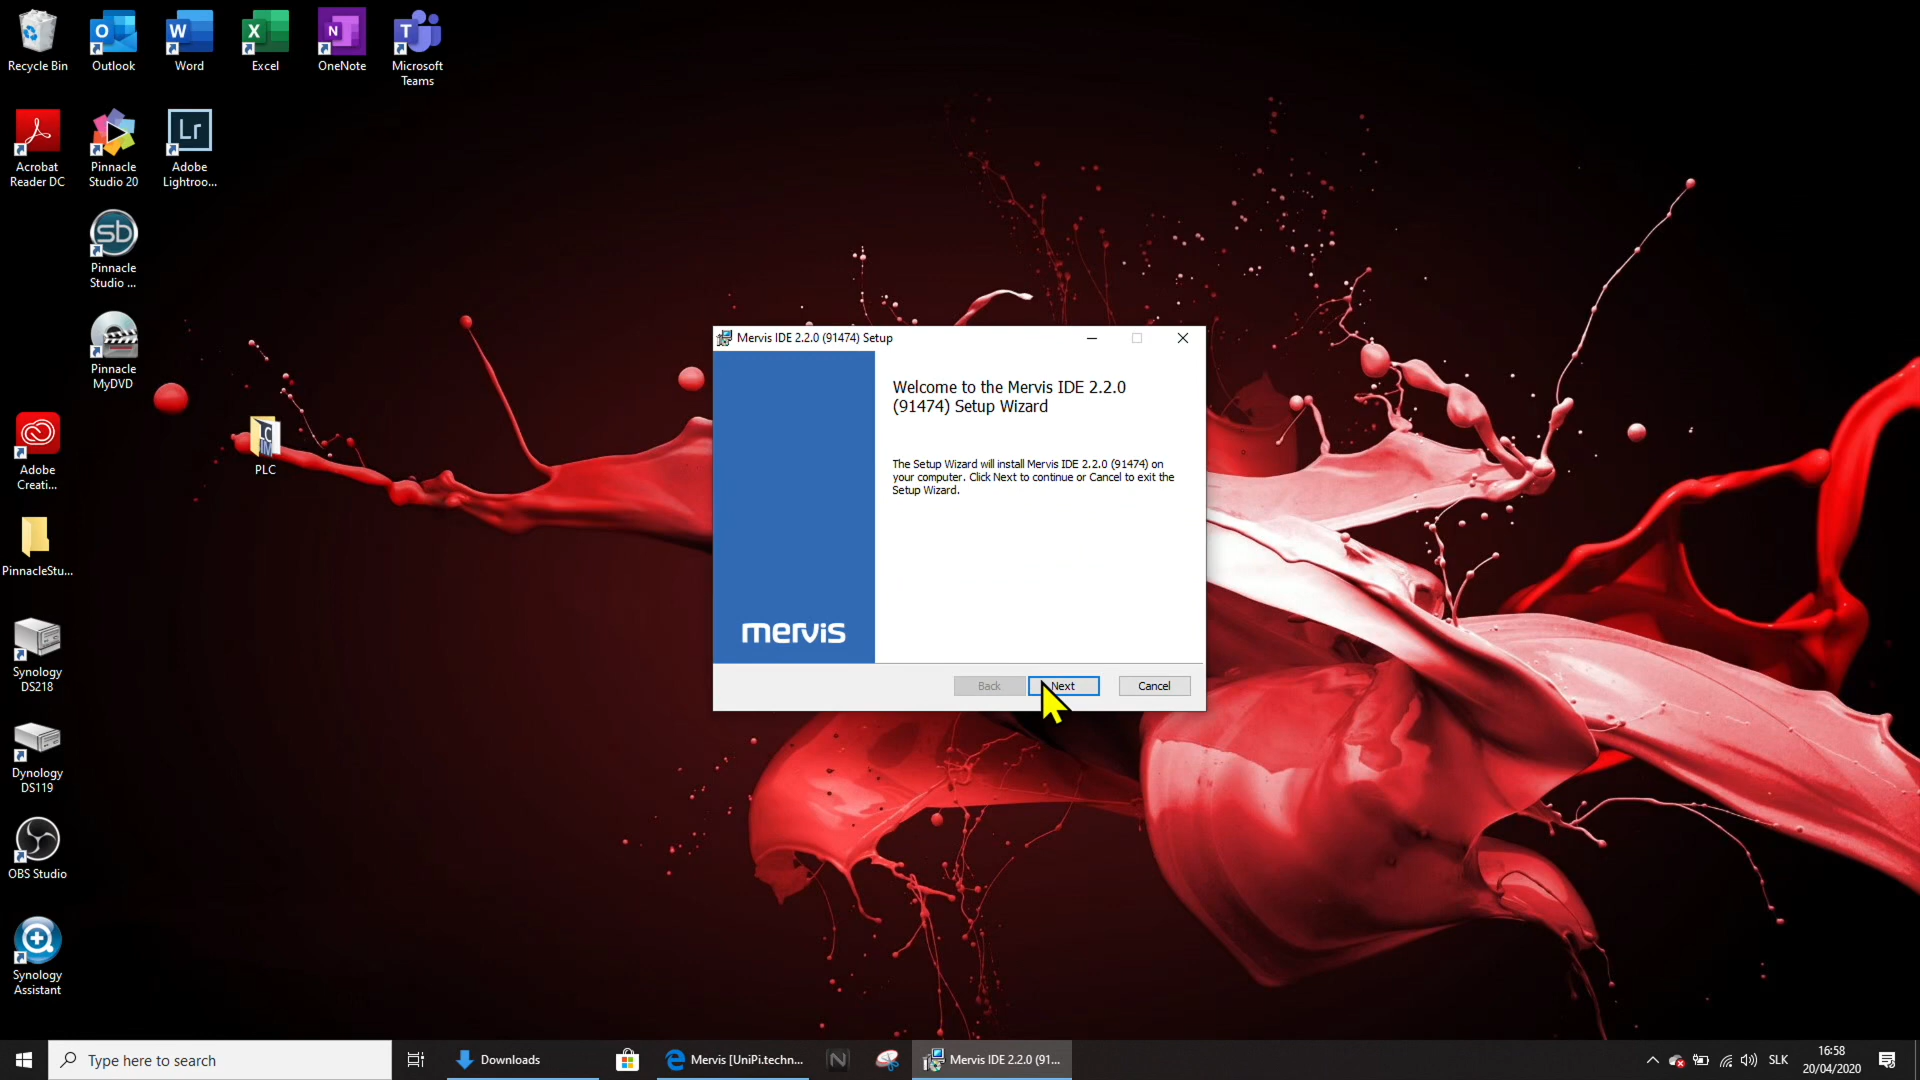 Recycle Bin
Outlook
Word
Excel
OneNote
Microsoft
Teams
Acrobat
Reader DC
Pinnacle
Studio 20
Lr
Adobe
Lightroo...
sb
Pinnacle
Studio ...
Pinnacle
MyDVD
PLC
Adobe
Creati...
PinnacleStu...
Synology
DS218
Dynology
DS119
OBS Studio
Synology
Assistant
Mervis IDE 2.2.0 (91474) Setup
Welcome to the Mervis IDE 2.2.0
(91474) Setup Wizard
The Setup Wizard will install Mervis IDE 2.2.0 (91474) on
your computer. Click Next to continue or Cancel to exit the
Setup Wizard.
mervis
Back
Next
Cancel
Type here to search
Downloads
Mervis [UniPi.techn...
N
Mervis IDE 2.2.0 (91...
SLK
16:58
20/04/2020